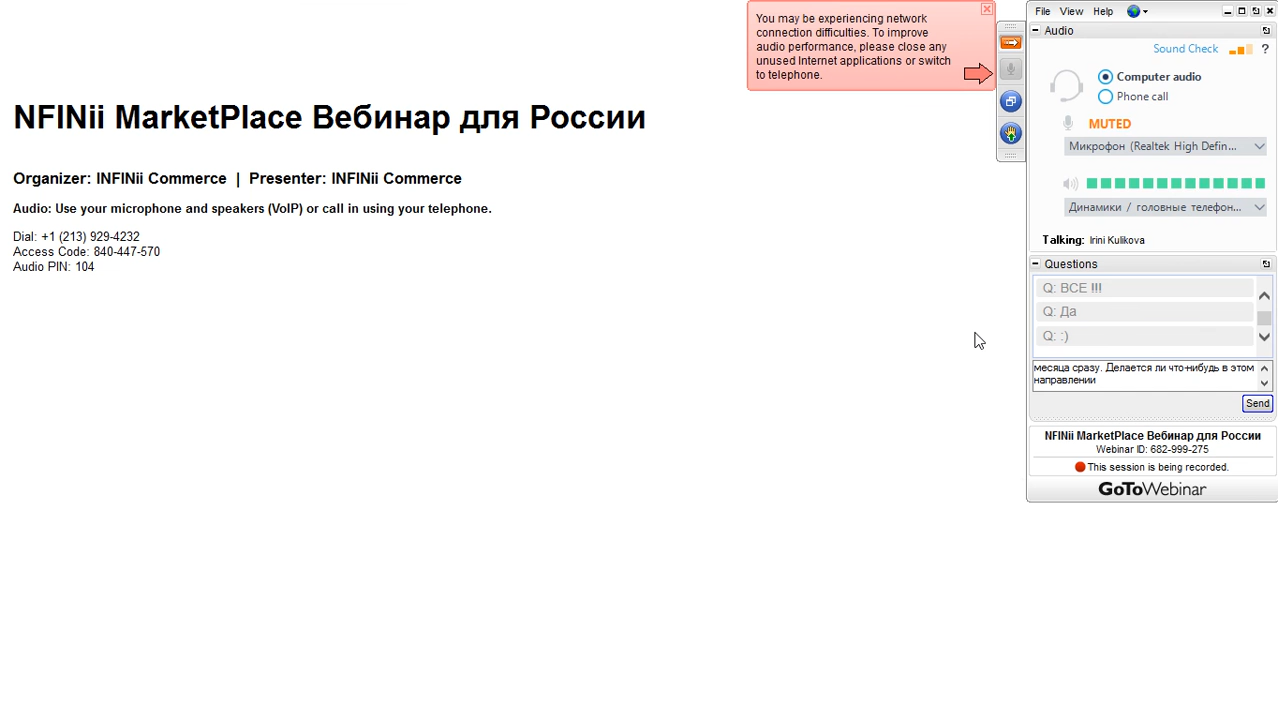 You may be experiencing network
connection difficulties. To improve
audio performance, please close any
unused Internet applications or switch
to telephone.
NFINii MarketPlace Вебинар для России
Organizer: INFINii Commerce | Presenter: INFINii Commerce
Audio: Use your microphone and speakers (VoIP) or call in using your telephone.
Dial: +1 (213) 929-4232
Access Code: 840-447-570
Audio PIN: 104
File View Help
Audio
Sound Check ?
Computer audio
Phone call
MUTED
Микрофон (Realtek High Defin...
Динамики / головные телефон...
Talking: Irini Kulikova
Questions
Q: ВСЕ !!!
Q: Да
Q: :)
месяца сразу. Делается ли что-нибудь в этом
направлении
Send
NFINii MarketPlace Вебинар для России
Webinar ID: 682-999-275
This session is being recorded.
GoToWebinar